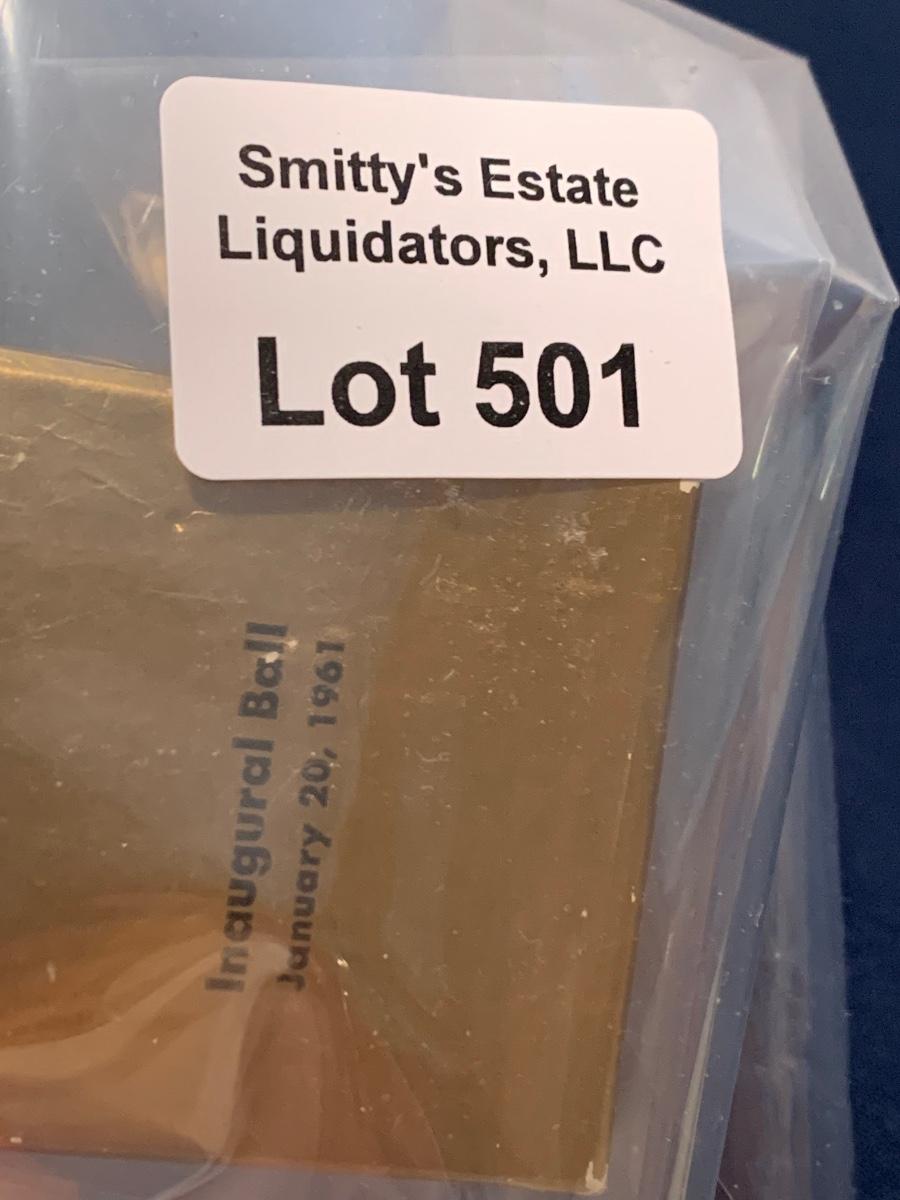 Smitty's Estate
Liquidators, LLC
Lot 501
Inaugural Ball
January 20, 1961